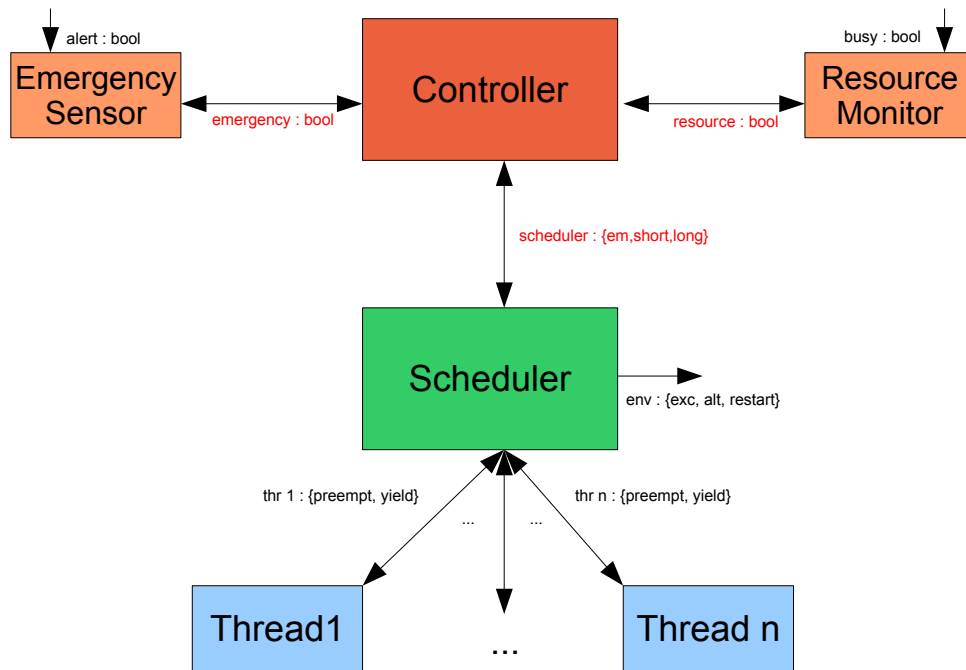 alert : bool
busy : bool
Emergency
Sensor
Controller
Resource
Monitor
emergency : bool
resource : bool
scheduler : {em,short,long}
Scheduler
env : {exc, alt, restart}
thr 1 : {preempt, yield}
thr n : {preempt, yield}
...
...
Thread1
...
Thread n